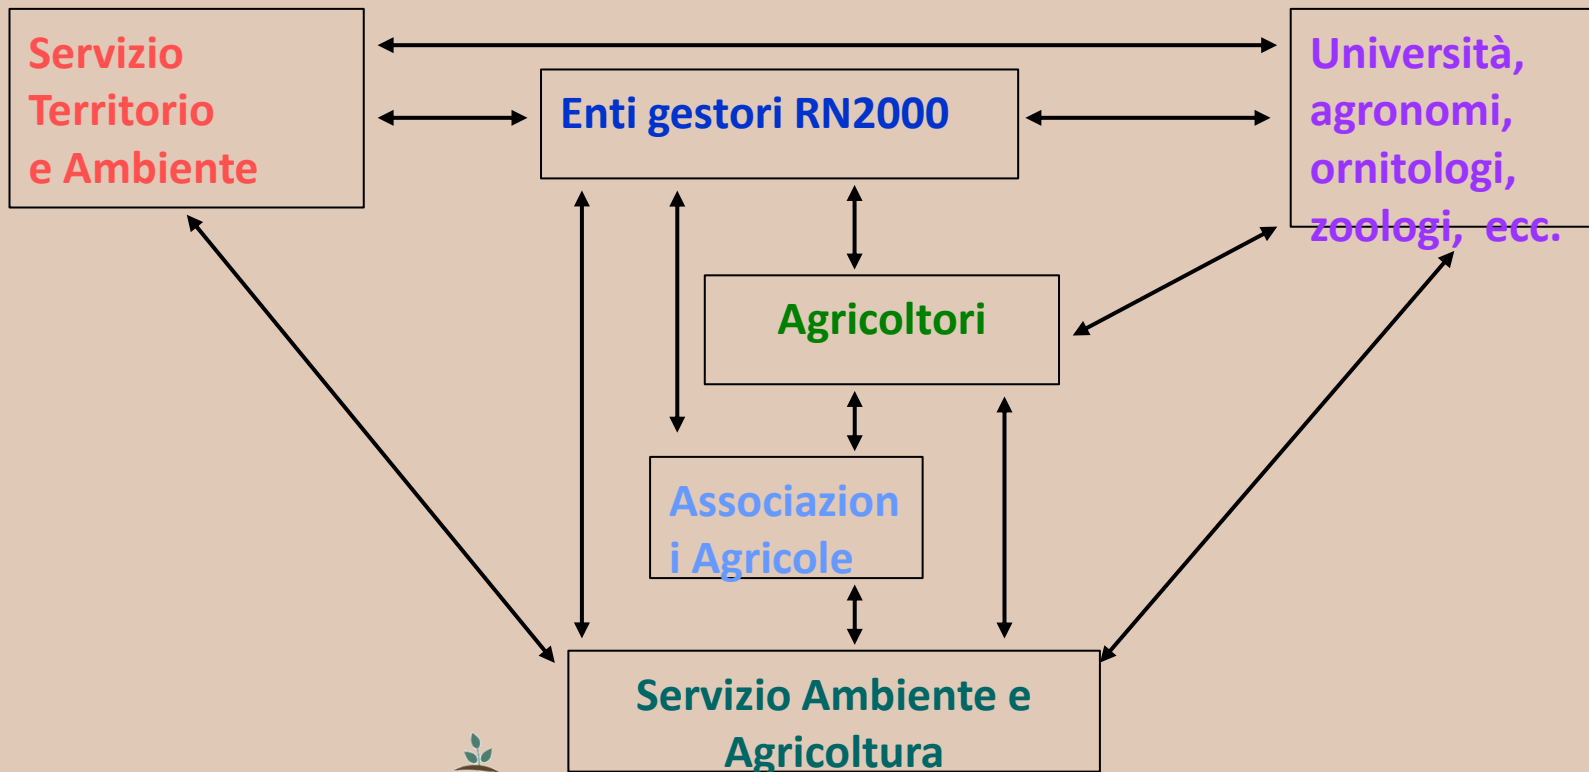 Servizio
Territorio
e Ambiente
Enti gestori RN2000
Università,
agronomi,
ornitologi,
zoologi, ecc.
Agricoltori
Associazion
i Agricole
Servizio Ambiente e
Agricoltura